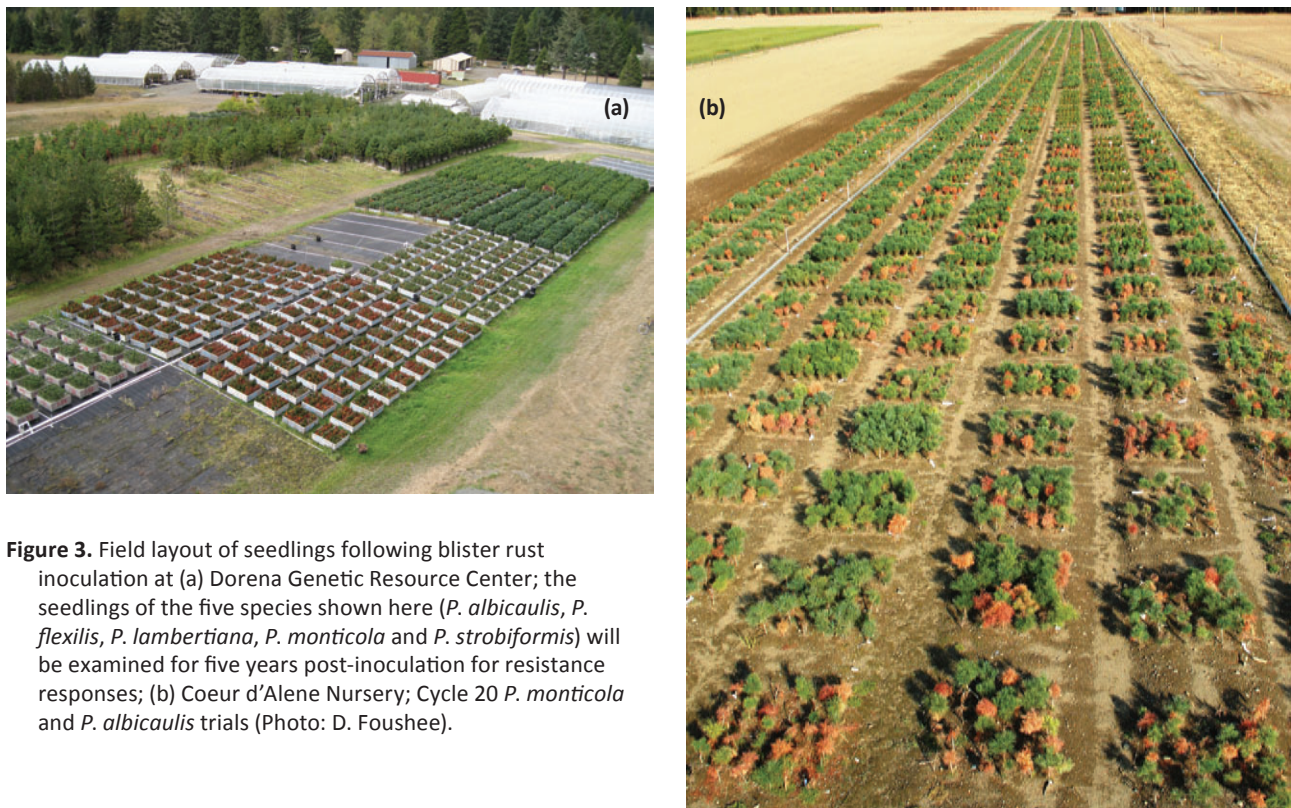 (a)
(b)
Figure 3. Field layout of seedlings following blister rust
inoculation at (a) Dorena Genetic Resource Center; the
seedlings of the five species shown here (P. albicaulis, P.
flexilis, P. lambertiana, P. monticola and P. strobiformis) will
be examined for five years post-inoculation for resistance
responses; (b) Coeur d’Alene Nursery; Cycle 20 P. monticola
and P. albicaulis trials (Photo: D. Foushee).